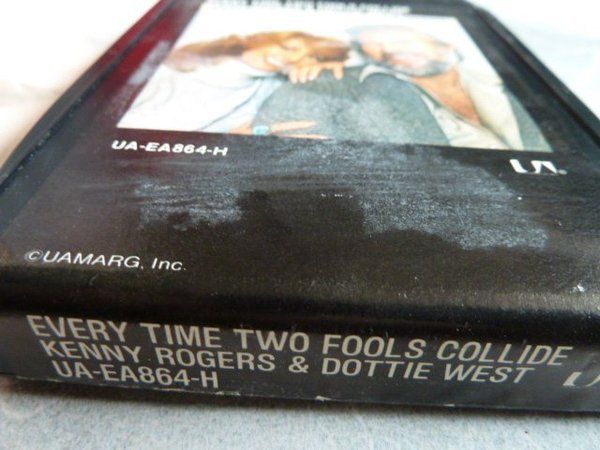 UA-EA864-H
UA
©UAMARG, Inc.
EVERY TIME TWO FOOLS COLLIDE
KENNY ROGERS & DOTTIE WEST
UA-EA864-H